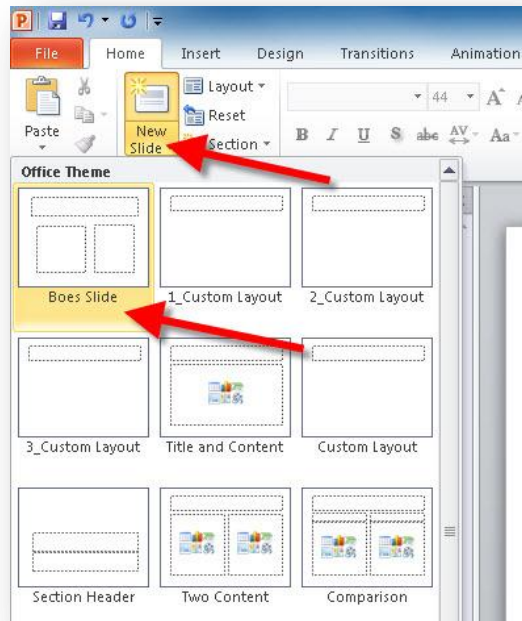 P
File Home Insert Design Transitions Animation
Paste
New Slide
Layout
Reset
Section
44 A
B I U S abc AV Aa
Office Theme
Boes Slide 1_Custom Layout 2_Custom Layout
3_Custom Layout Title and Content Custom Layout
Section Header Two Content Comparison